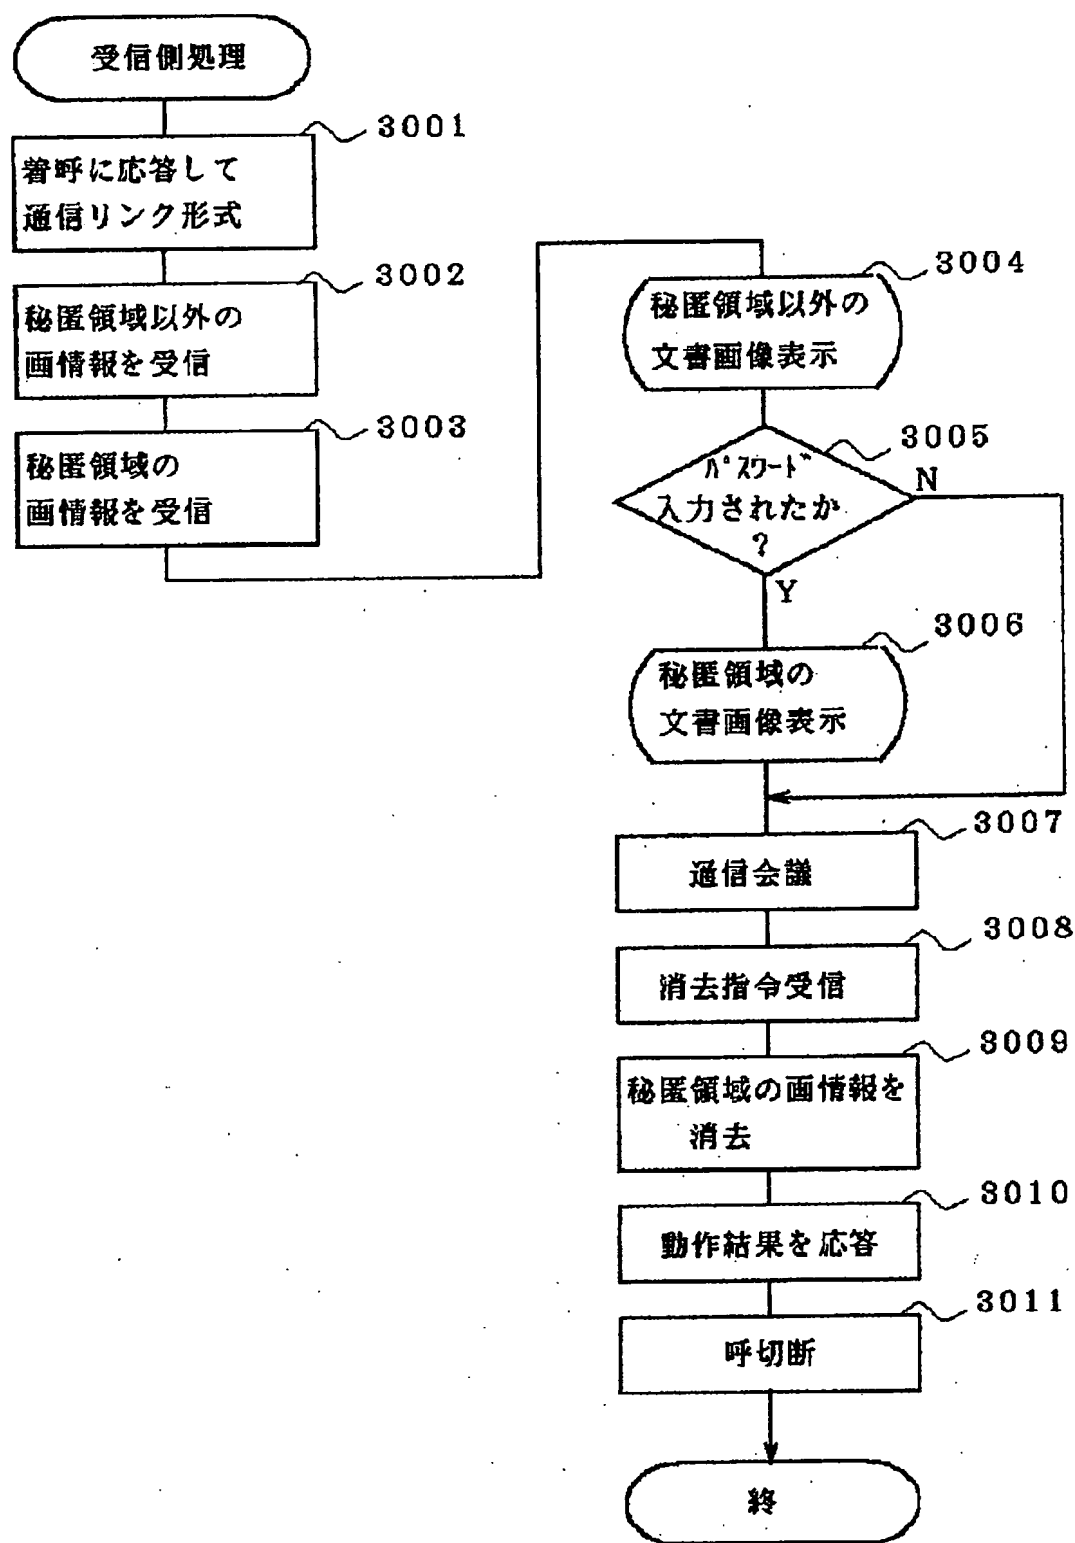 受信側処理
3001
着呼に応答して
通信リンク形式
3002
秘匿領域以外の
画情報を受信
3003
秘匿領域の
画情報を受信
3004
秘匿領域以外の
文書画像表示
3005
パスワード
入力されたか
?
N
Y
3006
秘匿領域の
文書画像表示
3007
通信会議
3008
消去指令受信
3009
秘匿領域の画情報を
消去
3010
動作結果を応答
3011
呼切断
終